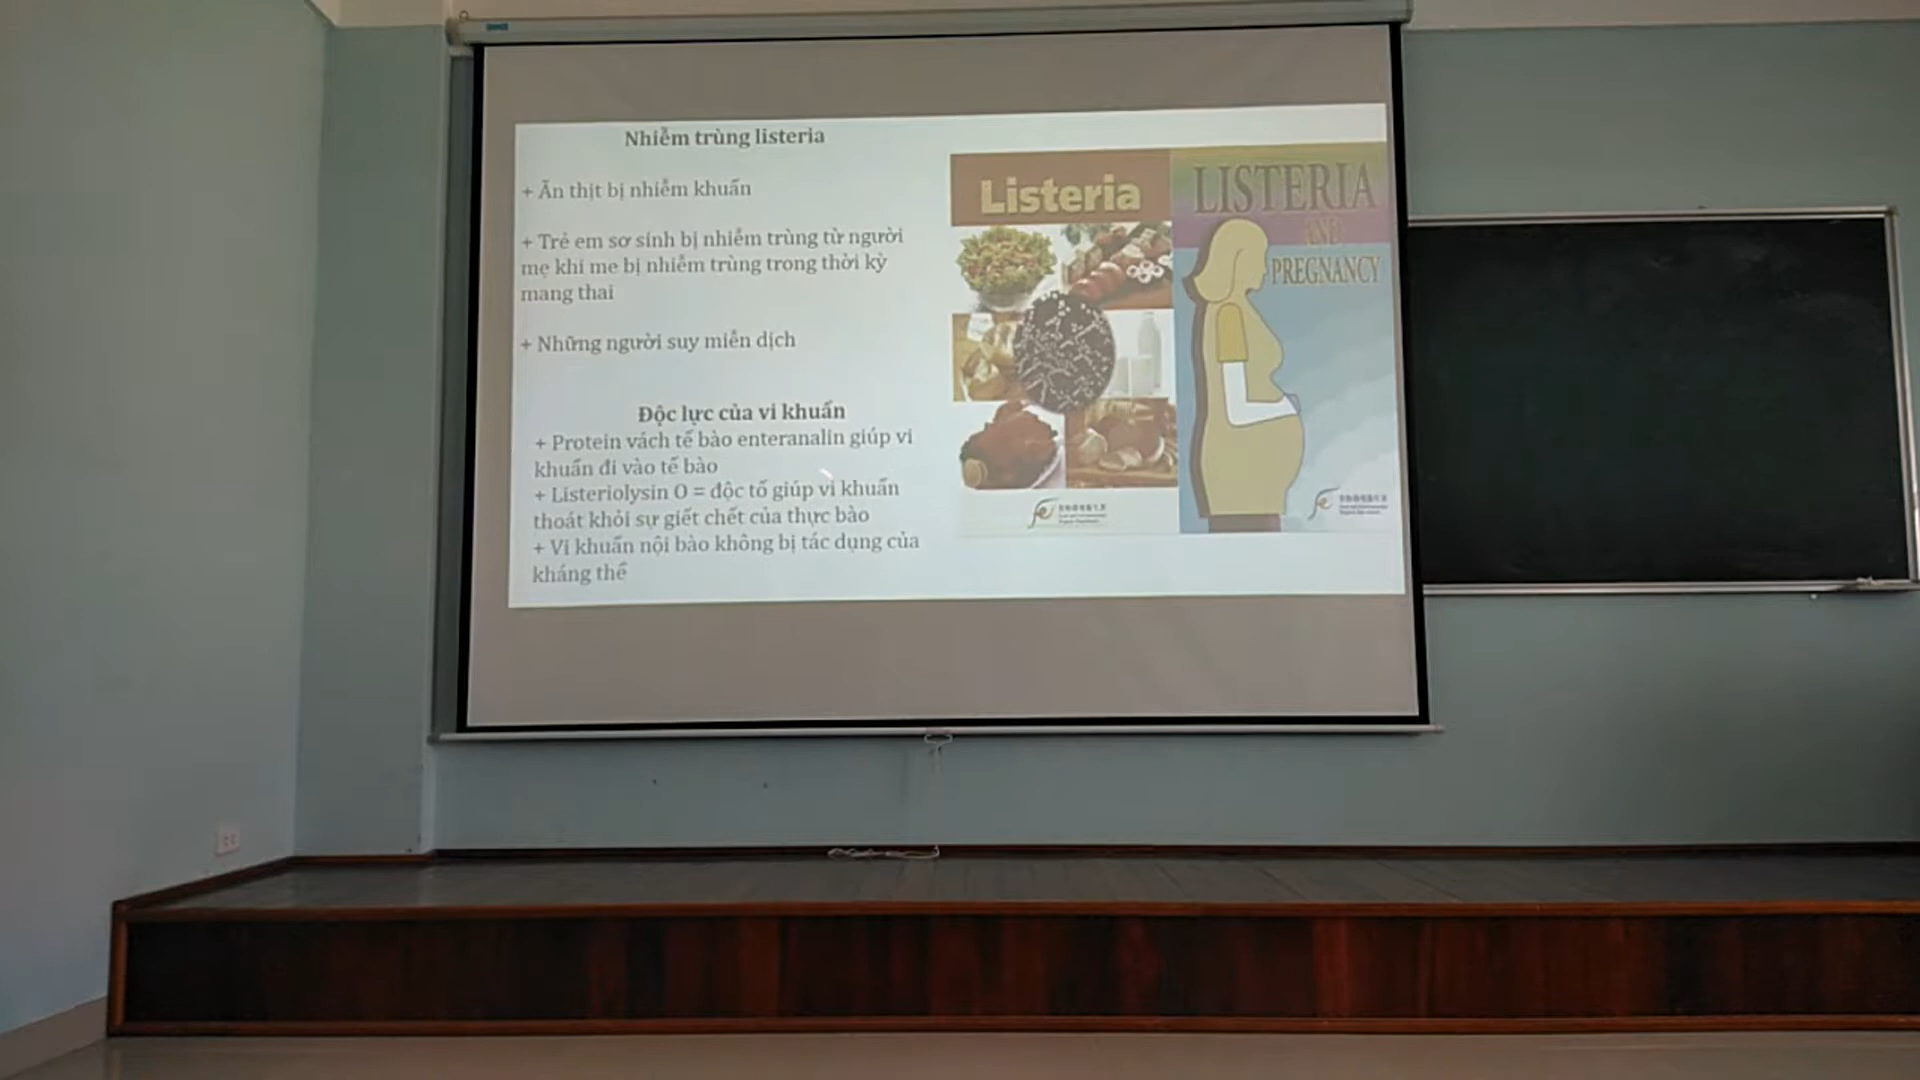 Nhiễm trùng listeria
+ Ăn thịt bị nhiễm khuẩn
+ Trẻ em sơ sinh bị nhiễm trùng từ người
mẹ khi me bị nhiễm trùng trong thời kỳ
mang thai
+ Những người suy miễn dịch
Độc lực của vi khuẩn
+ Protein vách tế bào enteranalin giúp vi
khuẩn đi vào tế bào
+ Listeriolysin O = độc tố giúp vi khuẩn
thoát khỏi sự giết chết của thực bào
+ Vi khuẩn nội bào không bị tác dụng của
kháng thể
Listeria
LISTERIA
AND
PREGNANCY